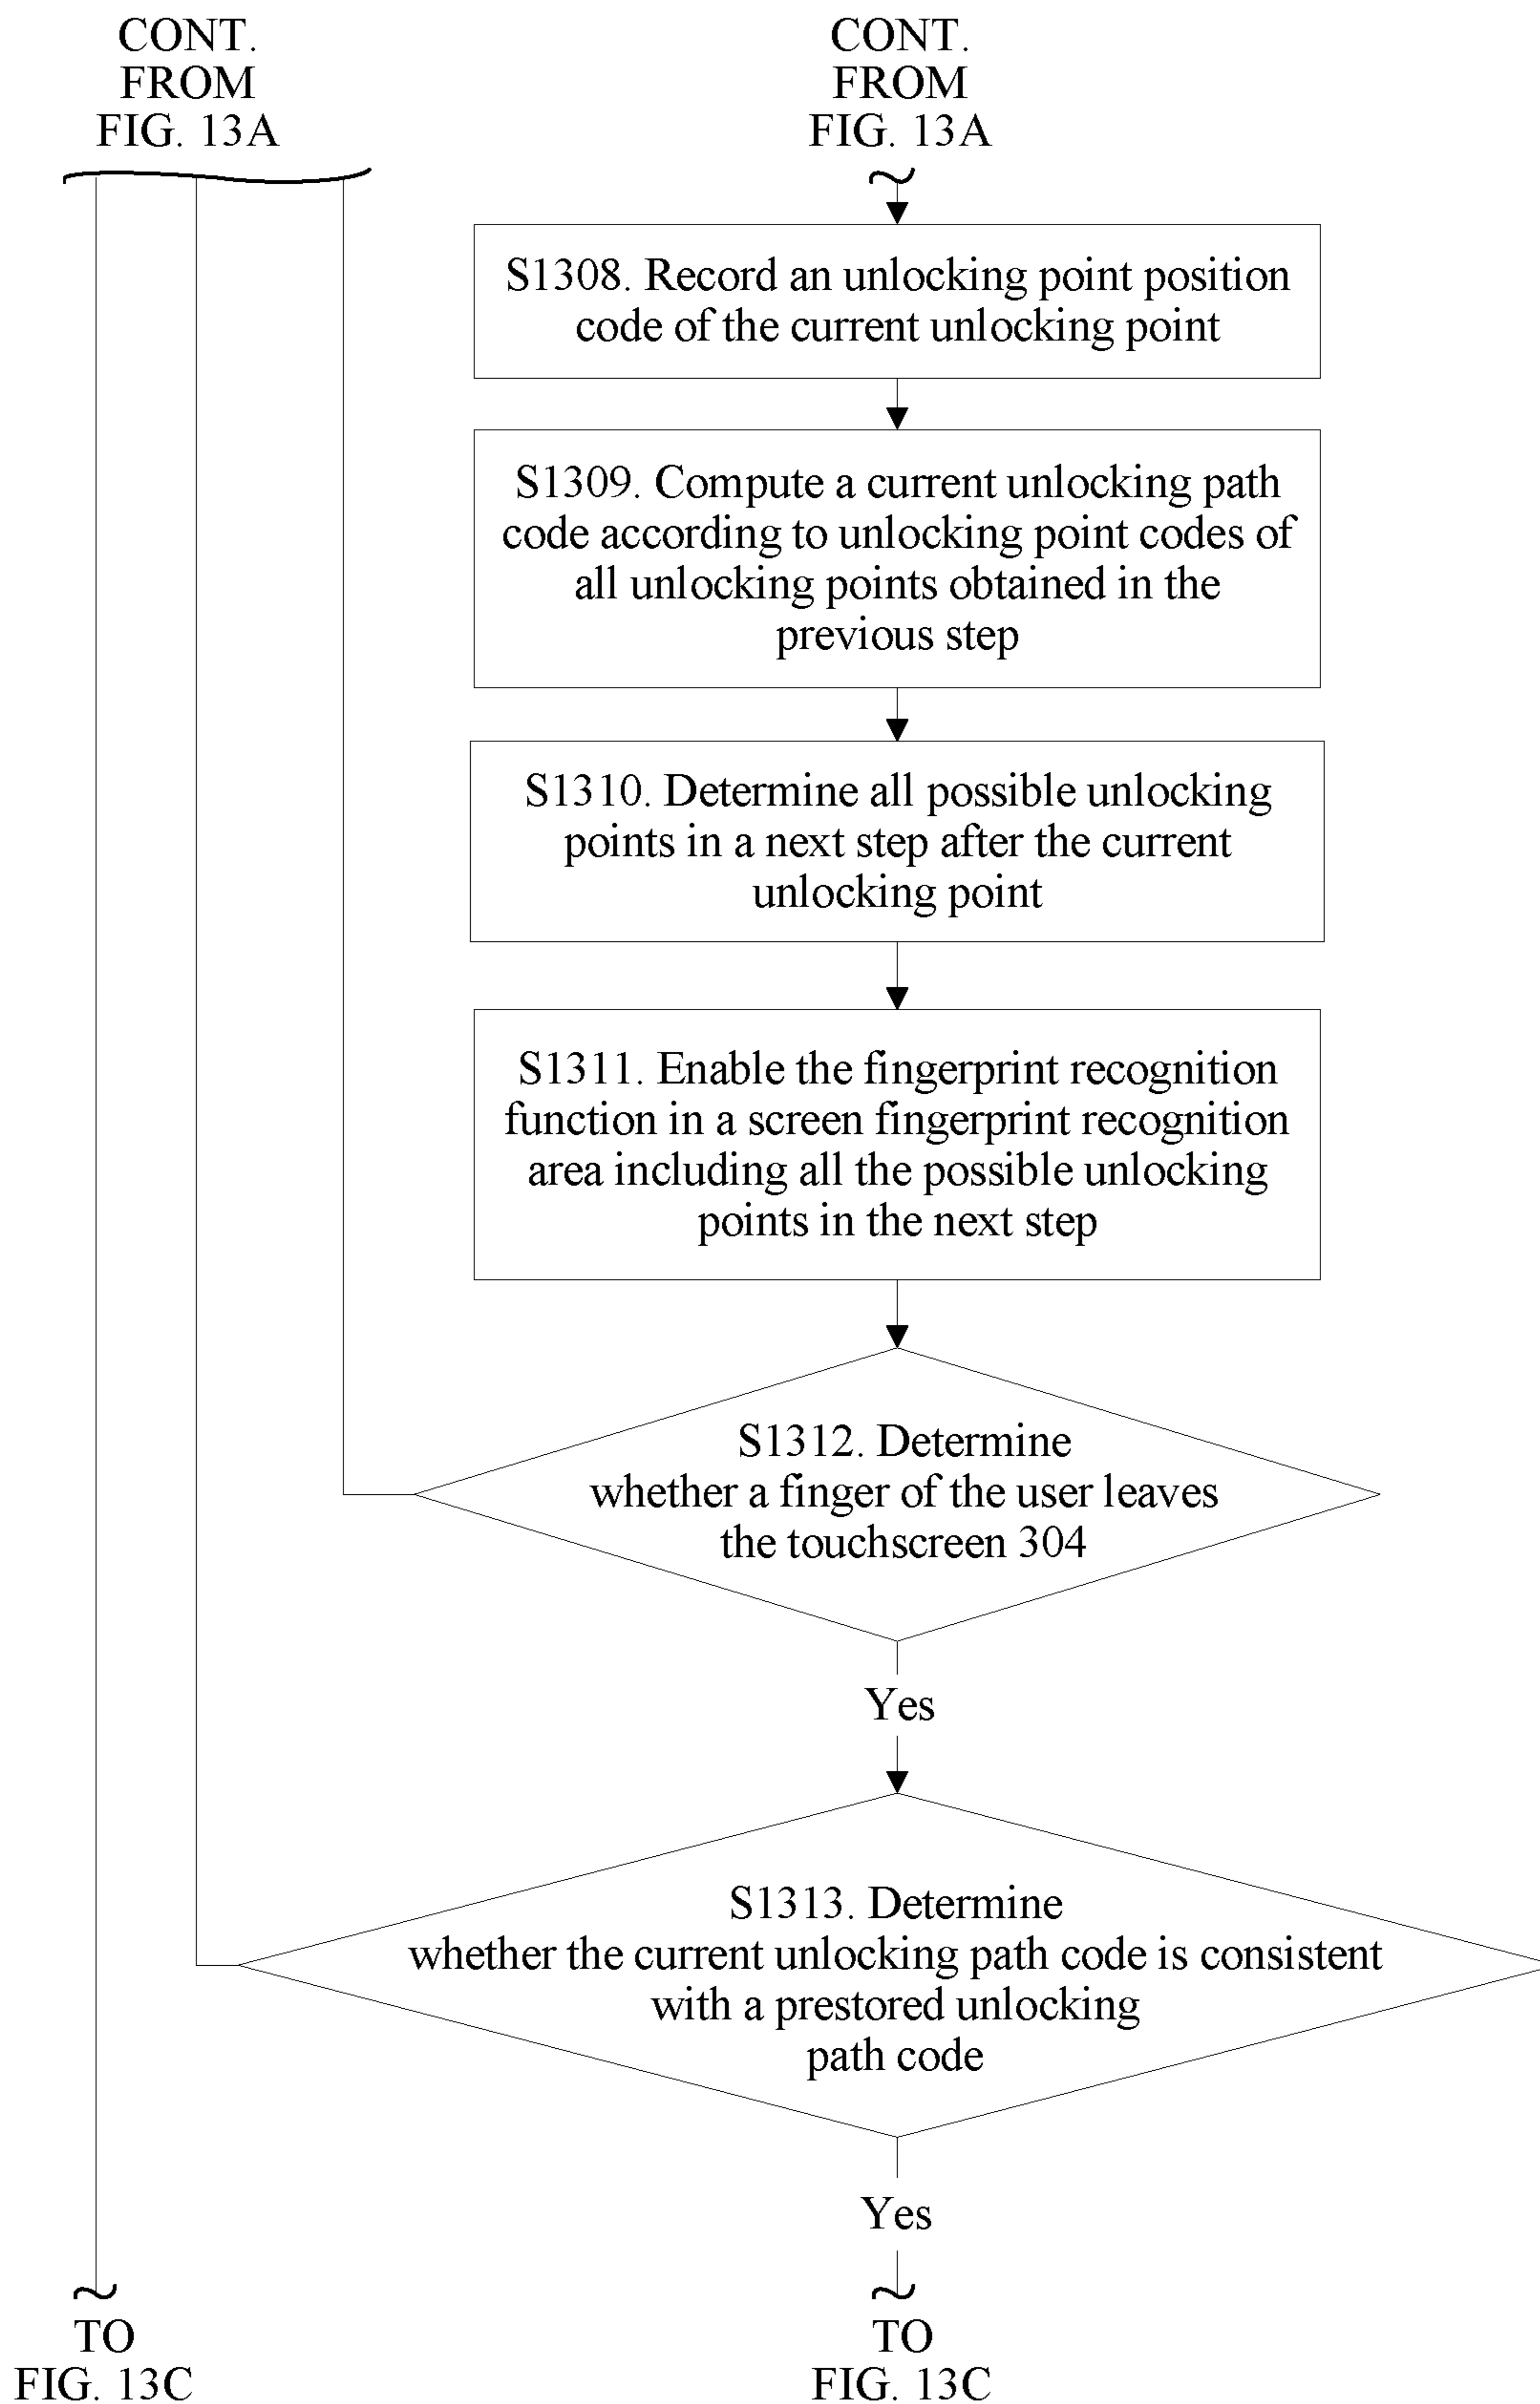 CONT.
FROM
FIG. 13A
CONT.
FROM
FIG. 13A
S1308. Record an unlocking point position
code of the current unlocking point
S1309. Compute a current unlocking path
code according to unlocking point codes of
all unlocking points obtained in the
previous step
S1310. Determine all possible unlocking
points in a next step after the current
unlocking point
S1311. Enable the fingerprint recognition
function in a screen fingerprint recognition
area including all the possible unlocking
points in the next step
S1312. Determine
whether a finger of the user leaves
the touchscreen 304
Yes
S1313. Determine
whether the current unlocking path code is consistent
with a prestored unlocking
path code
Yes
TO
FIG. 13C
TO
FIG. 13C